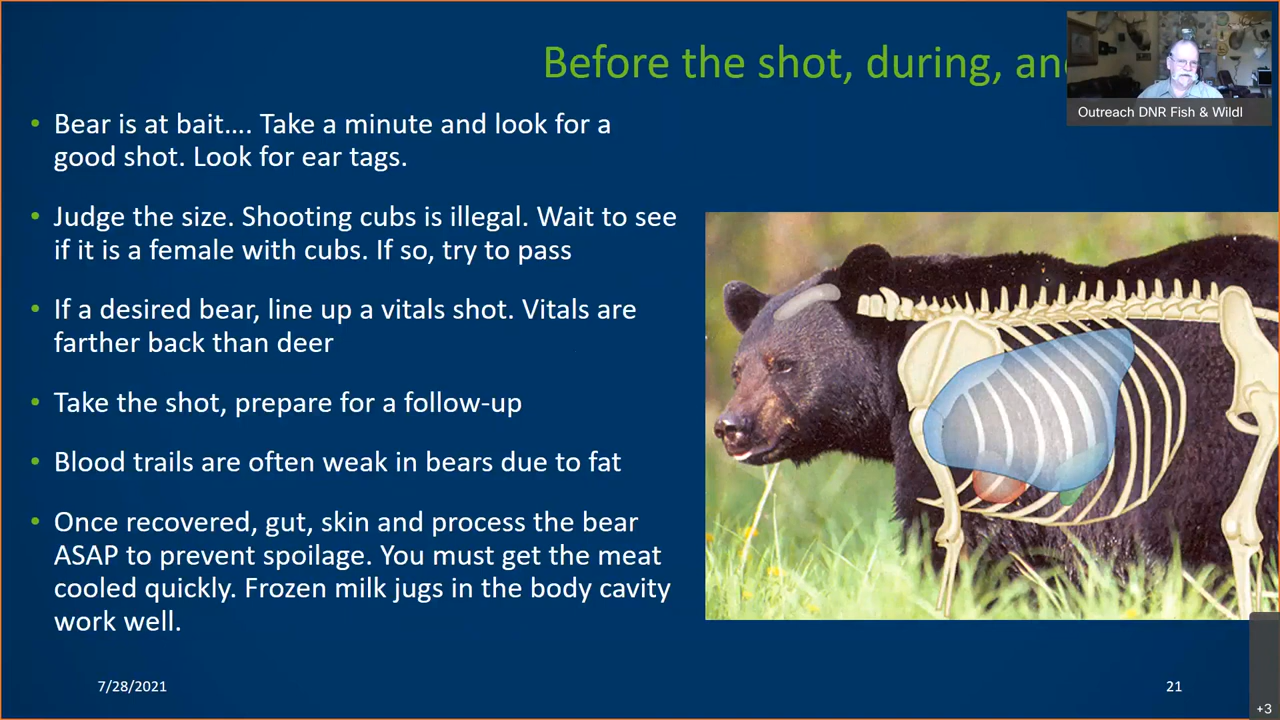 Before the shot, during, and
Outreach DNR Fish & Wildl
• Bear is at bait…. Take a minute and look for a
good shot. Look for ear tags.
• Judge the size. Shooting cubs is illegal. Wait to see
if it is a female with cubs. If so, try to pass
• If a desired bear, line up a vitals shot. Vitals are
farther back than deer
• Take the shot, prepare for a follow-up
• Blood trails are often weak in bears due to fat
• Once recovered, gut, skin and process the bear
ASAP to prevent spoilage. You must get the meat
cooled quickly. Frozen milk jugs in the body cavity
work well.
7/28/2021
21
+3